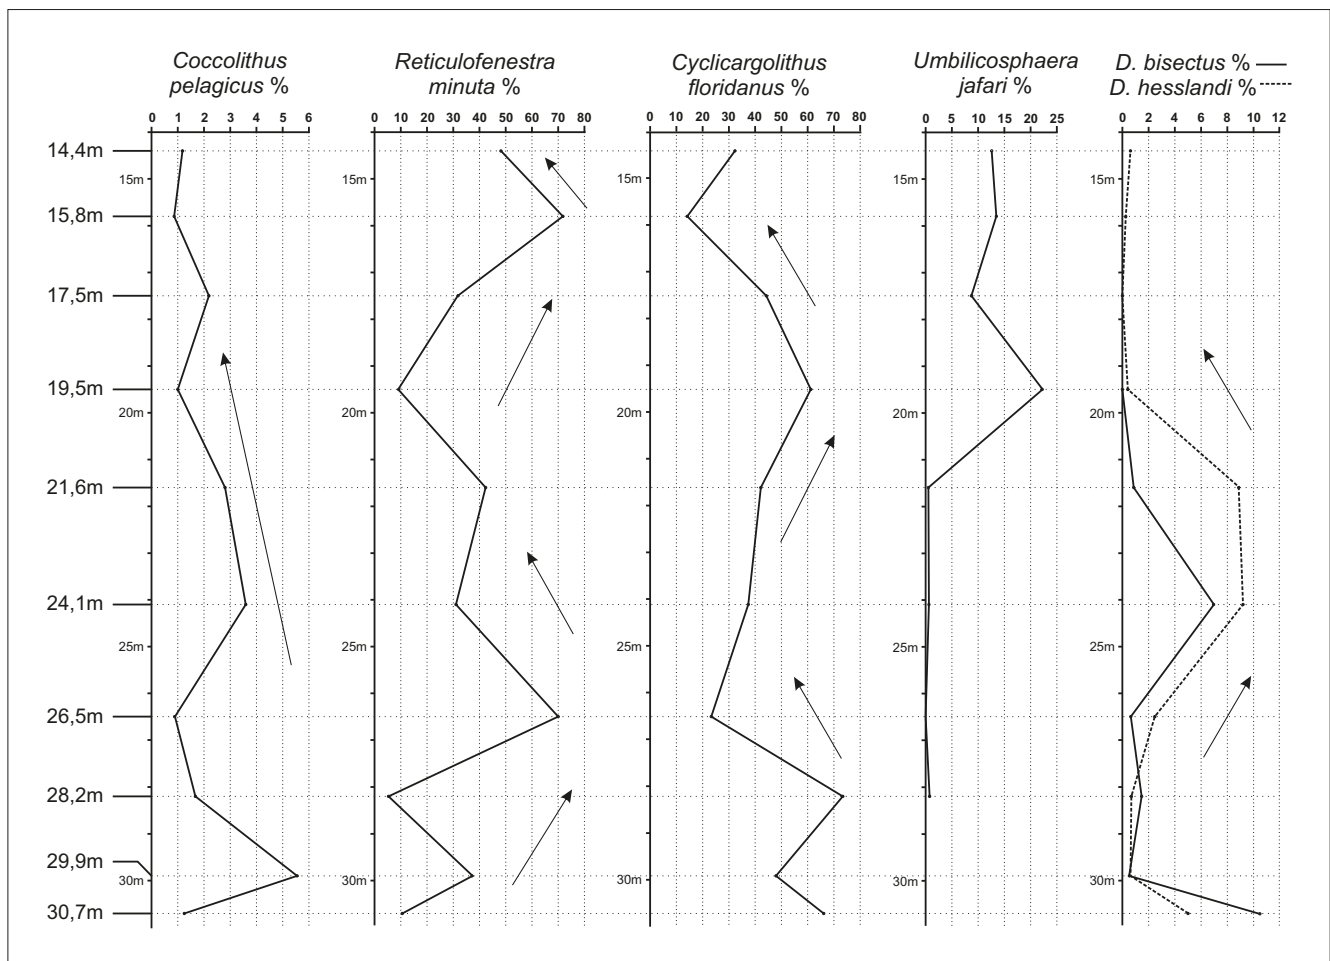 Coccolithus
pelagicus %
Reticulofenestra
minuta %
Cyclicargolithus
floridanus %
Umbilicosphaera
jafari %
D. bisectus %
D. hesslandi %
0 1 2 3 4 5 6
0 10 20 30 40 50 60 70 80
0 10 20 30 40 50 60 70 80
0 5 10 15 20 25
0 2 4 6 8 10 12
14,4m
15m 15m 15m 15m 15m
15,8m
17,5m
19,5m
20m 20m 20m 20m 20m
21,6m
24,1m
25m 25m 25m 25m 25m
26,5m
28,2m
29,9m
30m 30m 30m 30m 30m
30,7m